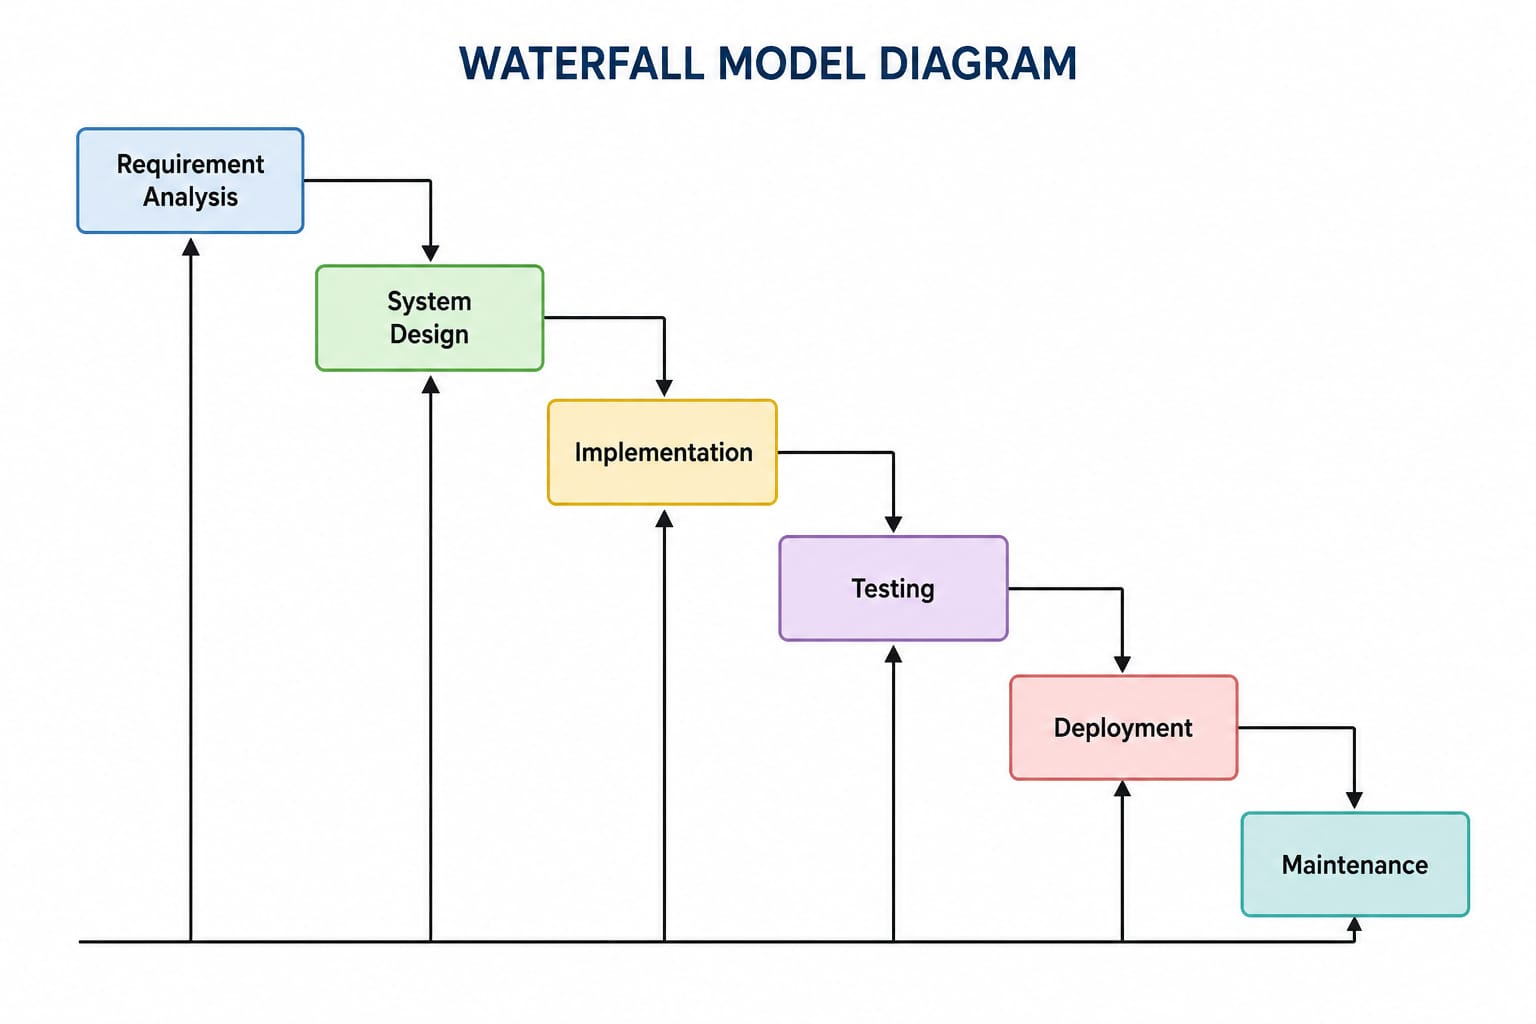 WATERFALL MODEL DIAGRAM
Requirement
Analysis
System
Design
Implementation
Testing
Deployment
Maintenance